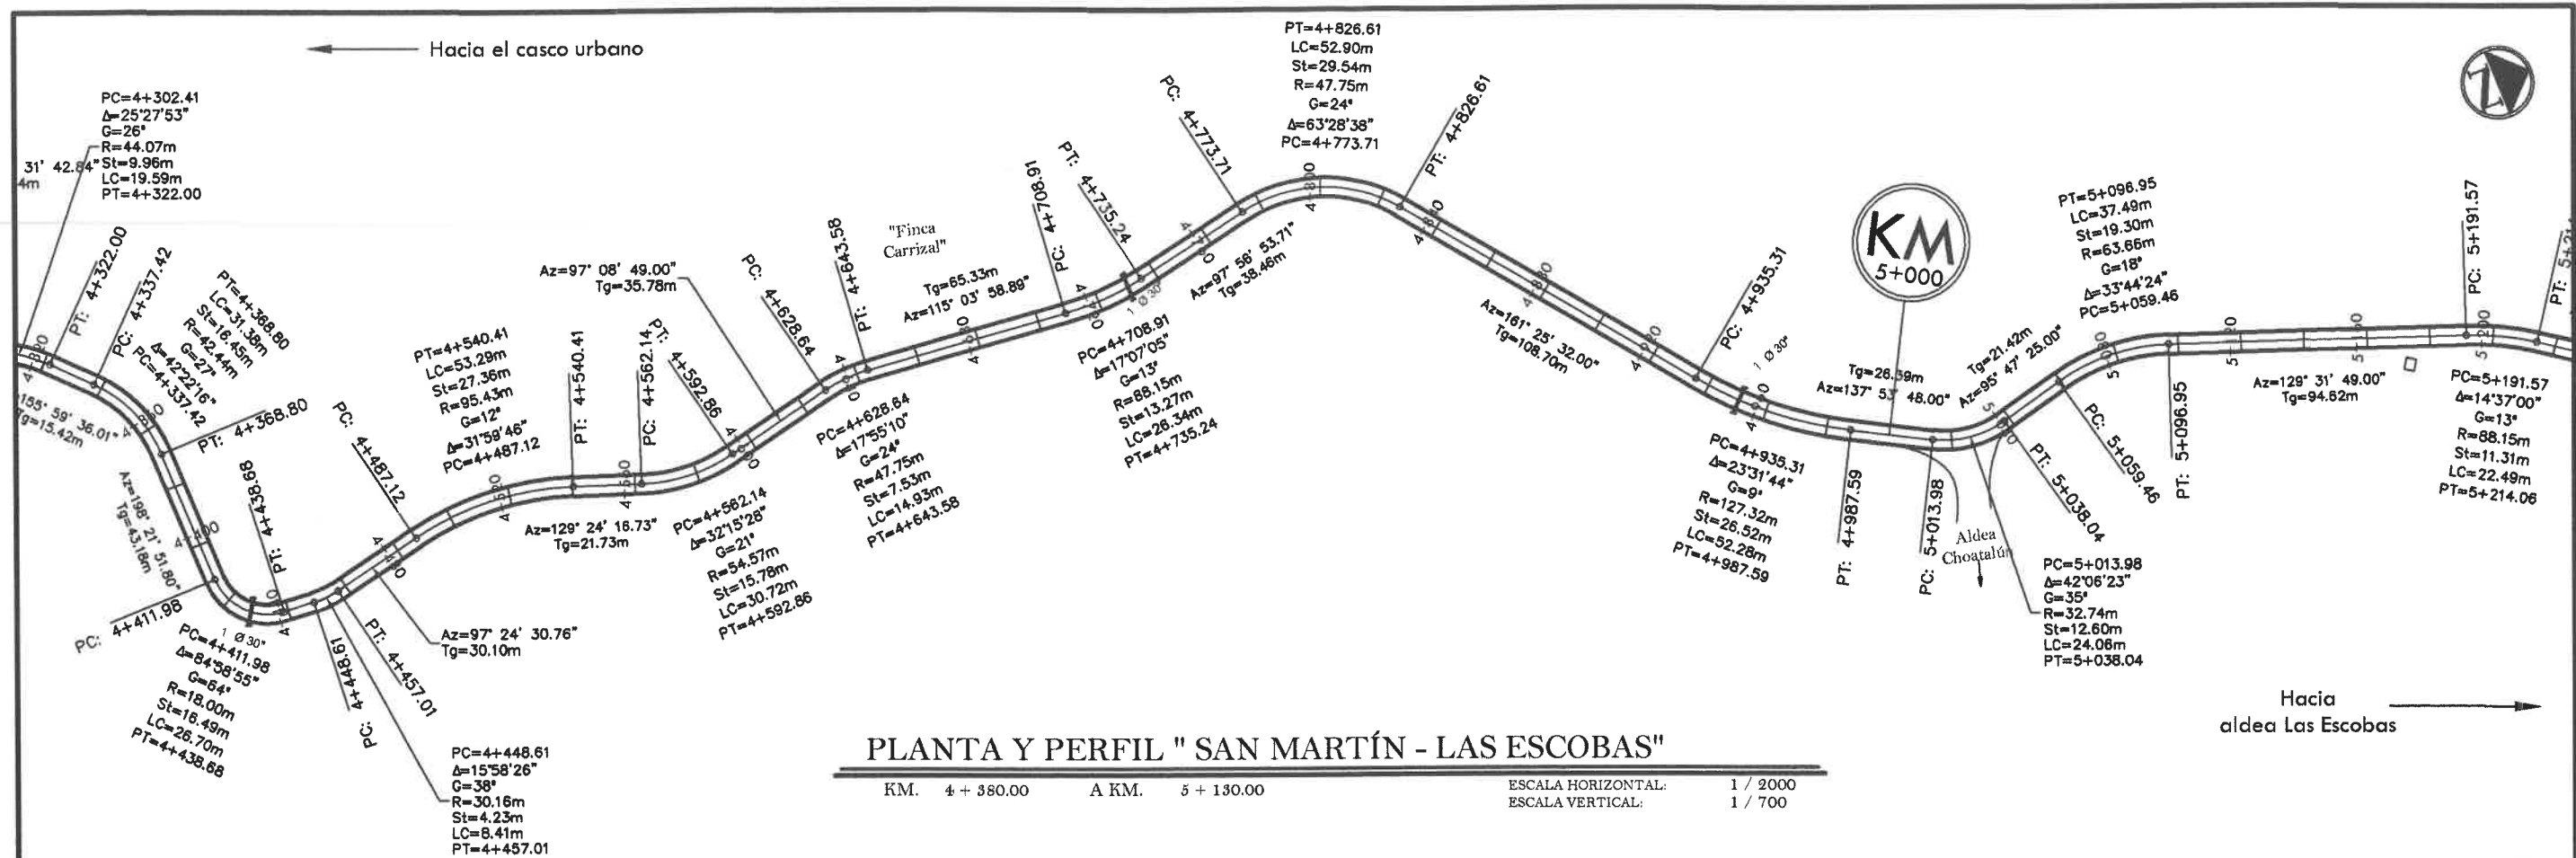 Hacia el casco urbano
PC=4+302.41
Δ=25°27'53"
G=26°
R=44.07m
St=9.96m
LC=19.59m
PT=4+322.00
31' 42.84"
4m
PT: 4+322.00
PC: 4+337.42
PT=4+368.80
LC=31.38m
St=16.45m
R=42.44m
G=27°
Δ=42°22'16"
PC=4+337.42
155° 59' 36.01"
Tg=15.42m
PT: 4+368.80
Az=198° 21' 51.80"
Tg=43.18m
PC: 4+411.98
PT: 4+438.68
1 Ø 30"
PC=4+411.98
Δ=84°58'55"
G=64°
R=18.00m
St=16.49m
LC=26.70m
PT=4+438.68
PC: 4+448.61
PT: 4+457.01
PC=4+448.61
Δ=15°58'26"
G=38°
R=30.16m
St=4.23m
LC=8.41m
PT=4+457.01
Az=97° 24' 30.76"
Tg=30.10m
PC: 4+487.12
PT=4+540.41
LC=53.29m
St=27.36m
R=95.43m
G=12°
Δ=31°59'46"
PC=4+487.12
PT: 4+540.41
Az=129° 24' 16.73"
Tg=21.73m
PC: 4+562.14
PT: 4+592.86
PC=4+562.14
Δ=32°15'28"
G=21°
R=54.57m
St=15.78m
LC=30.72m
PT=4+592.86
Az=97° 08' 49.00"
Tg=35.78m
PC: 4+628.64
PT: 4+643.58
PC=4+628.64
Δ=17°55'10"
G=24°
R=47.75m
St=7.53m
LC=14.93m
PT=4+643.58
"Finca
Carrizal"
Tg=65.33m
Az=115° 03' 58.89"
PC: 4+708.91
PT: 4+735.24
1 Ø 30"
PC=4+708.91
Δ=17°07'05"
G=13°
R=88.15m
St=13.27m
LC=26.34m
PT=4+735.24
Az=97° 56' 53.71"
Tg=38.46m
PC: 4+773.71
PT=4+826.61
LC=52.90m
St=29.54m
R=47.75m
G=24°
Δ=63°28'38"
PC=4+773.71
PT: 4+826.61
Az=161° 25' 32.00"
Tg=108.70m
PC: 4+935.31
1 Ø 30"
PC=4+935.31
Δ=23°31'44"
G=9°
R=127.32m
St=26.52m
LC=52.28m
PT=4+987.59
PT: 4+987.59
KM
5+000
Tg=26.39m
Az=137° 53' 48.00"
PC: 5+013.98
Aldea
Choatalún
PT: 5+038.04
PC=5+013.98
Δ=42°06'23"
G=35°
R=32.74m
St=12.60m
LC=24.06m
PT=5+038.04
Tg=21.42m
Az=95° 47' 25.00"
PC: 5+059.46
PT=5+096.95
LC=37.49m
St=19.30m
R=63.66m
G=18°
Δ=33°44'24"
PC=5+059.46
PT: 5+096.95
Az=129° 31' 49.00"
Tg=94.62m
PC: 5+191.57
PC=5+191.57
Δ=14°37'00"
G=13°
R=88.15m
St=11.31m
LC=22.49m
PT=5+214.06
Hacia
aldea Las Escobas
PLANTA Y PERFIL " SAN MARTÍN - LAS ESCOBAS"
KM. 4 + 380.00 A KM. 5 + 130.00
ESCALA HORIZONTAL: 1 / 2000
ESCALA VERTICAL: 1 / 700